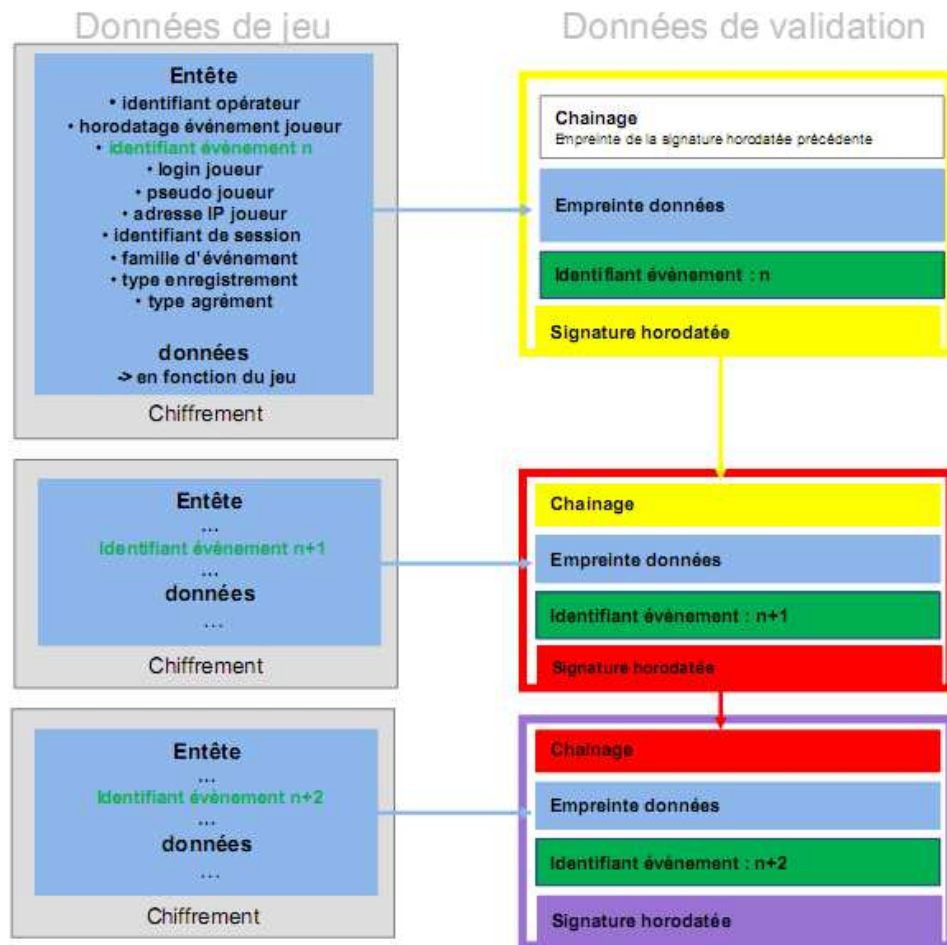 Données de jeu
Données de validation
Entête
• identifiant opérateur
• horodatage événement joueur
• identifiant évènement n
• login joueur
• pseudo joueur
• adresse IP joueur
• identifiant de session
• famille d'événement
• type enregistrement
• type agrément
données
-> en fonction du jeu
Chiffrement
Chainage
Empreinte de la signature horodatée précédente
Empreinte données
Identifiant évènement : n
Signature horodatée
Entête
...
Identifiant évènement n+1
...
données
...
Chiffrement
Chainage
Empreinte données
Identifiant évènement : n+1
Signature horodatée
Entête
...
Identifiant évènement n+2
...
données
...
Chiffrement
Chainage
Empreinte données
Identifiant évènement : n+2
Signature horodatée